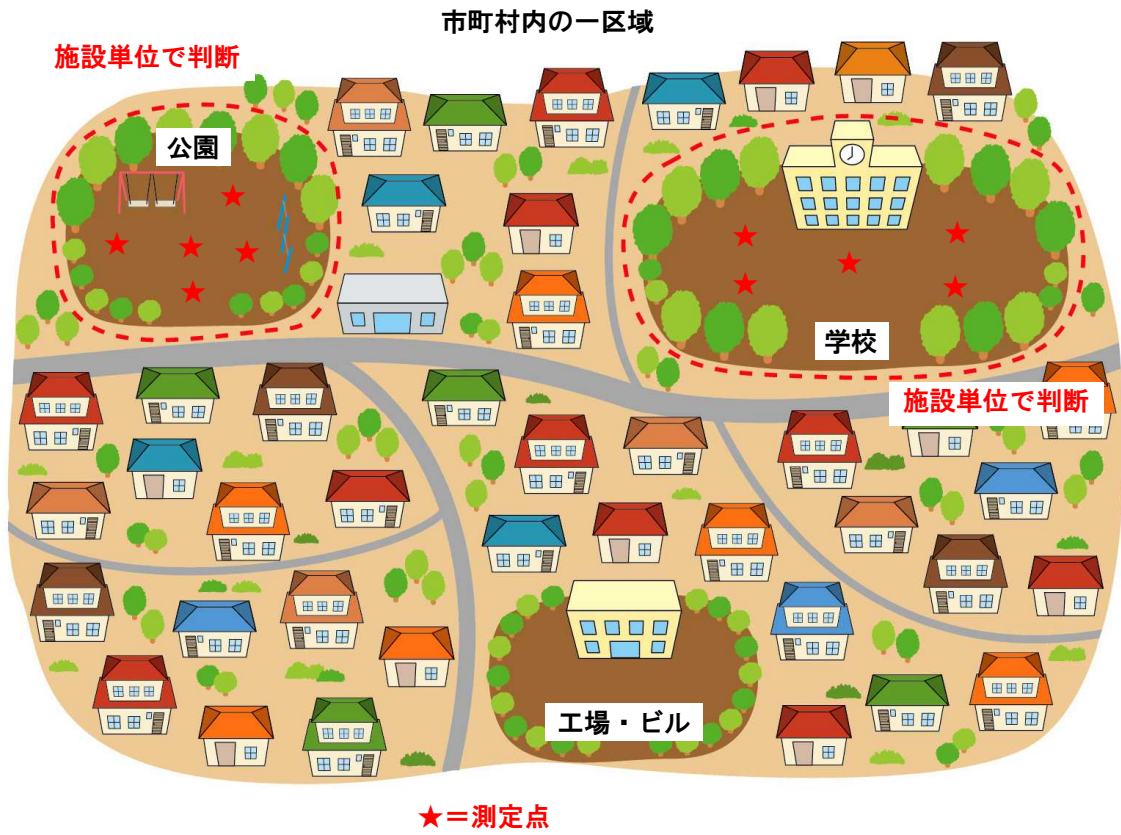 市町村内の一区域
施設単位で判断
公園
学校
施設単位で判断
工場・ビル
★＝測定点